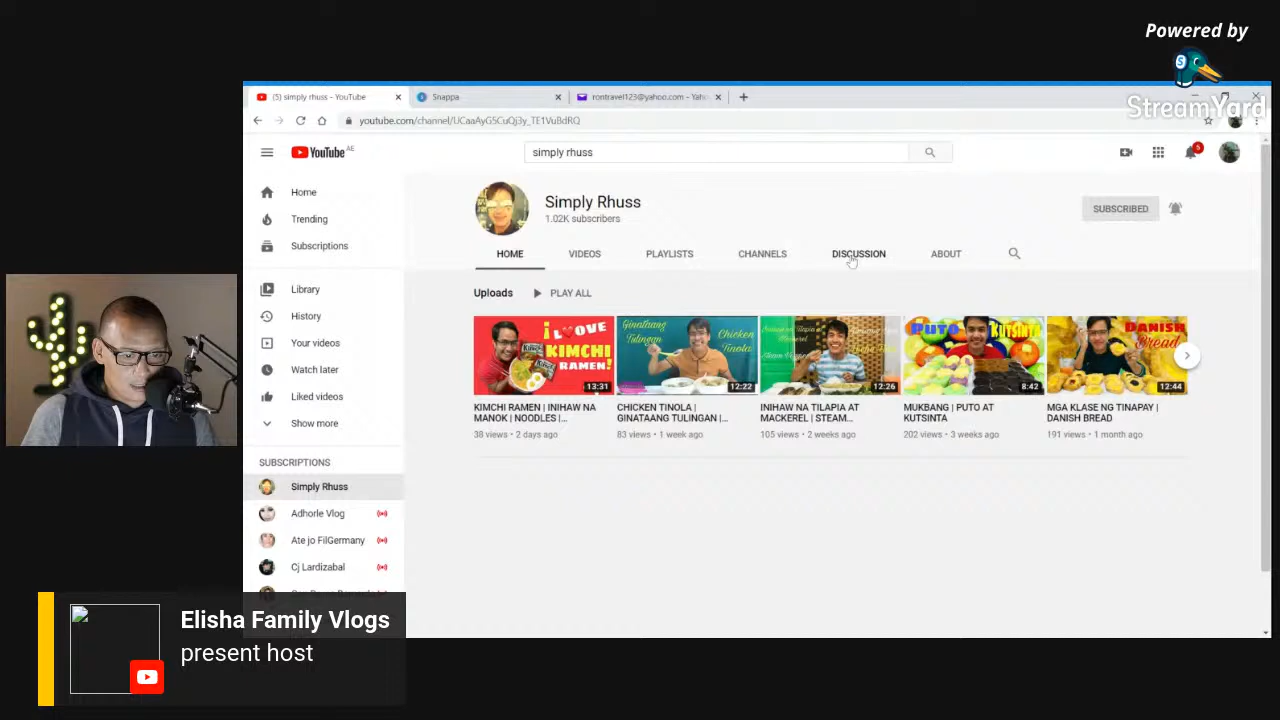 Powered by
StreamYard
(5) simply rhuss - YouTube
Snappa
rontravel123@yahoo.com - Yah
youtube.com/channel/UCaaAyG5CuQj3y_TE1VuBdRQ
YouTube AE
simply rhuss
5
Home
Trending
Subscriptions
Library
History
Your videos
Watch later
Liked videos
Show more
SUBSCRIPTIONS
Simply Rhuss
Adhorle Vlog
Ate jo FilGermany
Cj Lardizabal
Simply Rhuss
1.02K subscribers
SUBSCRIBED
HOME
VIDEOS
PLAYLISTS
CHANNELS
DISCUSSION
ABOUT
Uploads
PLAY ALL
i LOVE
KIMCHI
RAMEN!
13:31
KIMCHI RAMEN | INIHAW NA
MANOK | NOODLES |...
38 views • 2 days ago
Ginataang
Tulingan
Chicken
Tinola
12:22
CHICKEN TINOLA |
GINATAANG TULINGAN |...
83 views • 1 week ago
12:26
INIHAW NA TILAPIA AT
MACKEREL | STEAM...
105 views • 2 weeks ago
PUTO
KUTSINTA
8:42
MUKBANG | PUTO AT
KUTSINTA
202 views • 3 weeks ago
DANISH
Bread
12:44
MGA KLASE NG TINAPAY |
DANISH BREAD
191 views • 1 month ago
Elisha Family Vlogs
present host